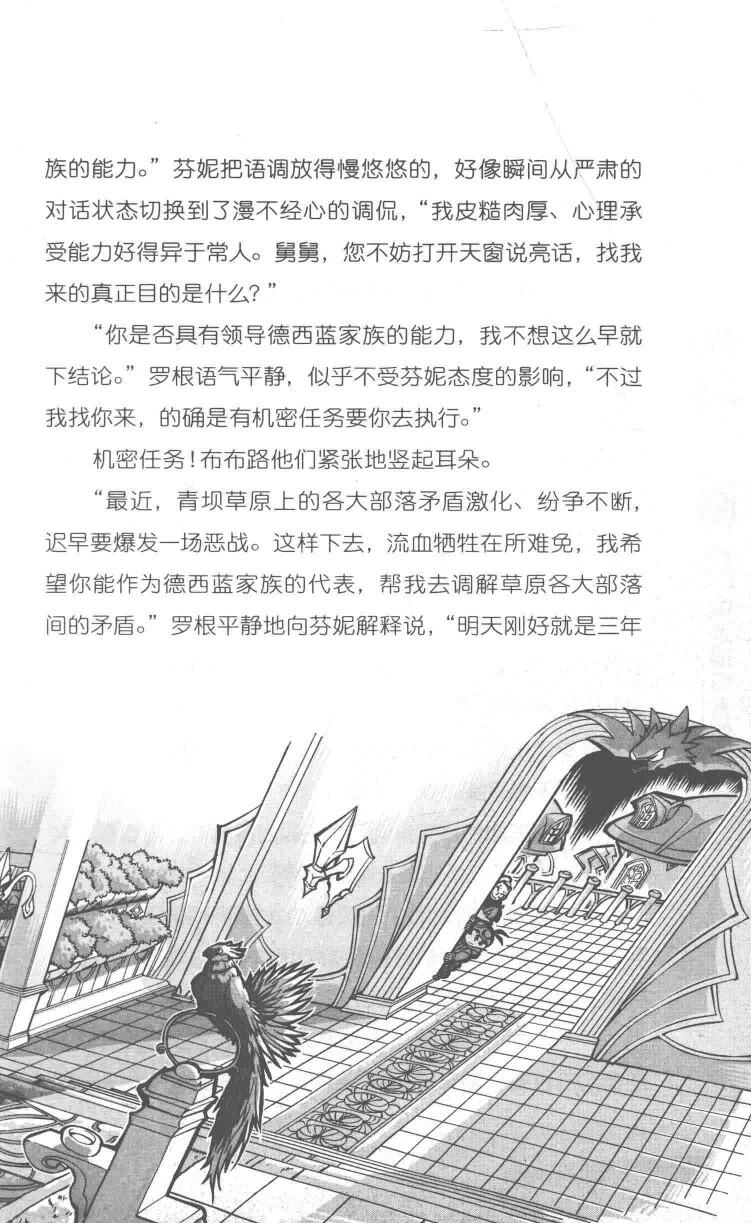 族的能力。”芬妮把语调放得慢悠悠的，好像瞬间从严肃的
对话状态切换到了漫不经心的调侃，“我皮糙肉厚、心理承
受能力好得异于常人。舅舅，您不妨打开天窗说亮话，找我
来的真正目的是什么？”
“你是否具有领导德西蓝家族的能力，我不想这么早就
下结论。”罗根语气平静，似乎不受芬妮态度的影响，“不过
我找你来，的确是有机密任务要你去执行。”
机密任务！布布路他们紧张地竖起耳朵。
“最近，青坝草原上的各大部落矛盾激化、纷争不断，
迟早要爆发一场恶战。这样下去，流血牺牲在所难免，我希
望你能作为德西蓝家族的代表，帮我去调解草原各大部落
间的矛盾。”罗根平静地向芬妮解释说，“明天刚好就是三年